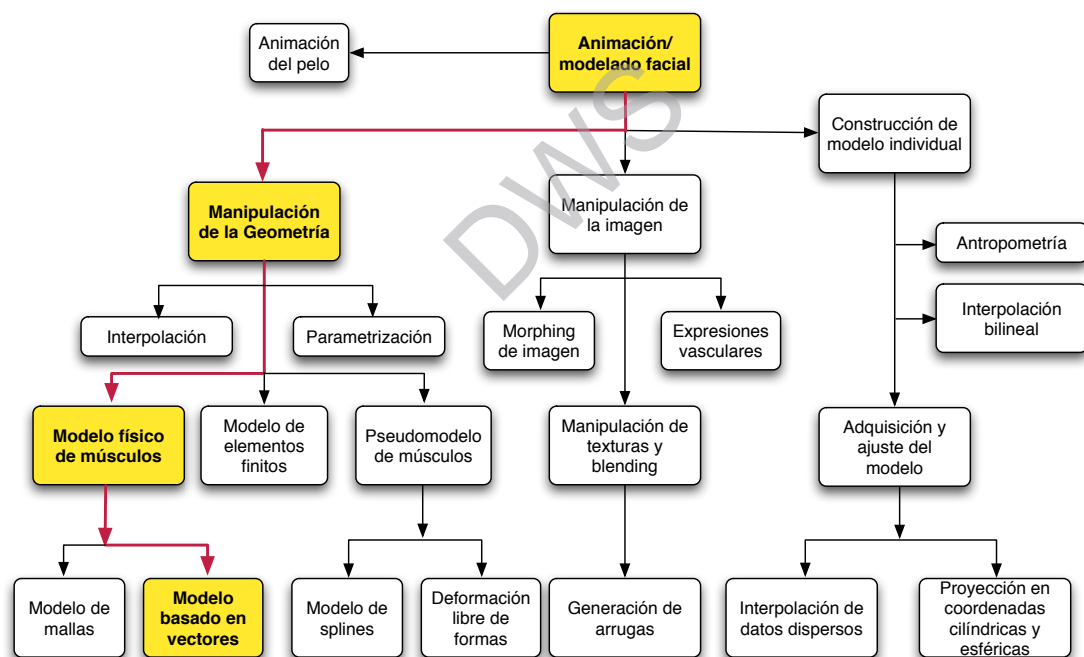 Animación
del pelo
Animación/
modelado facial
Construcción de
modelo individual
Manipulación
de la Geometría
Manipulación de
la imagen
DWS
Antropometría
Interpolación
bilineal
Interpolación
Parametrización
Morphing
de imagen
Expresiones
vasculares
Modelo físico
de músculos
Modelo de
elementos
finitos
Pseudomodelo
de músculos
Manipulación de
texturas y
blending
Adquisición y
ajuste del
modelo
Modelo de
mallas
Modelo
basado en
vectores
Modelo de
splines
Deformación
libre de
formas
Generación de
arrugas
Interpolación de
datos dispersos
Proyección en
coordenadas
cilíndricas y
esféricas